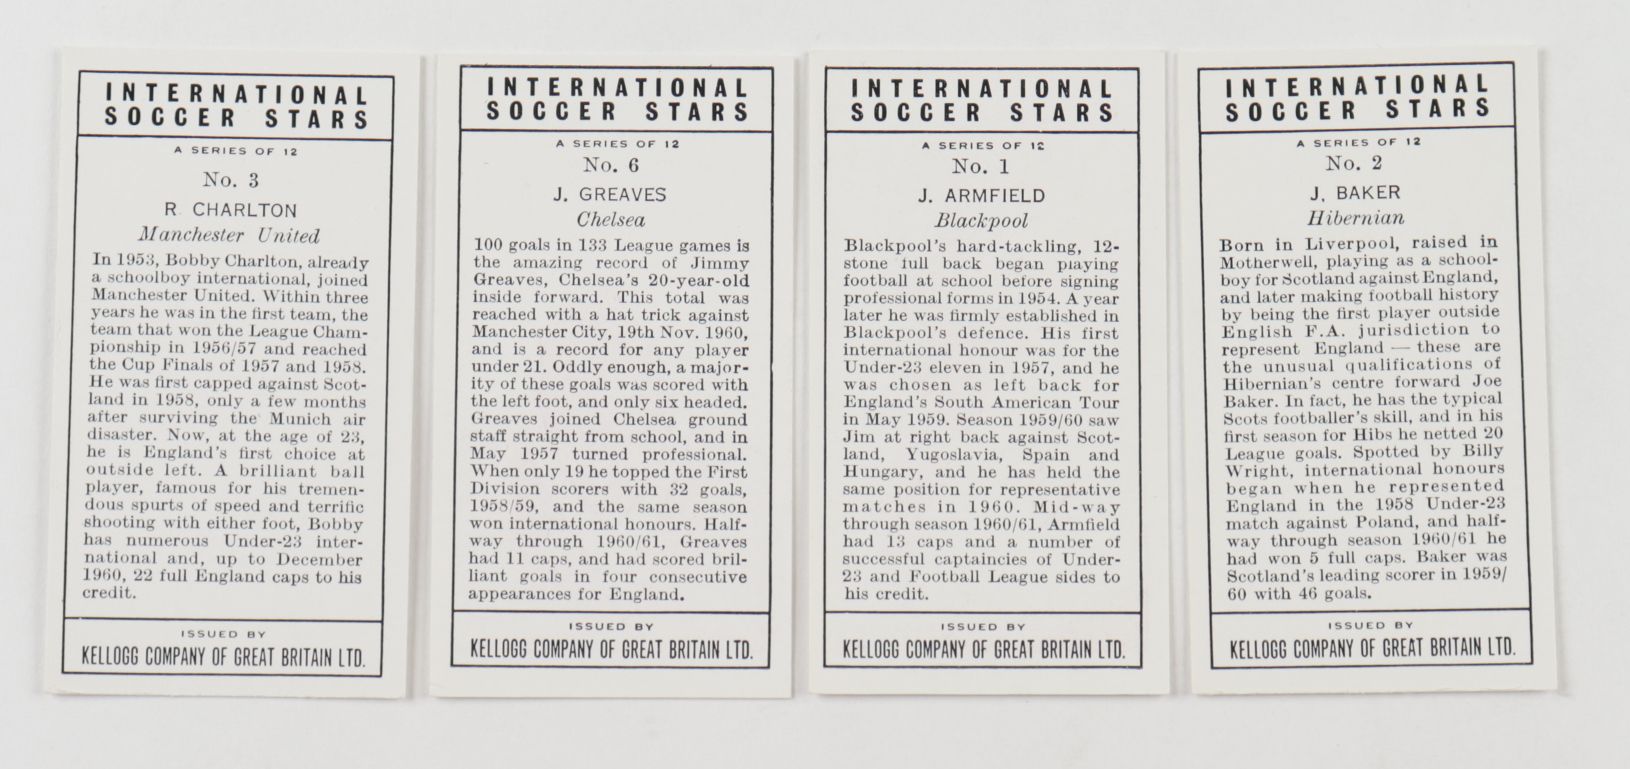 INTERNATIONAL
SOCCER STARS
A SERIES OF 12
No. 3
R. CHARLTON
Manchester United
In 1953, Bobby Charlton, already
a schoolboy international, joined
Manchester United. Within three
years he was in the first team, the
team that won the League Cham-
pionship in 1956/57 and reached
the Cup Finals of 1957 and 1958.
He was first capped against Scot-
land in 1958, only a few months
after surviving the Munich air
disaster. Now, at the age of 23,
he is England's first choice at
outside left. A brilliant ball
player, famous for his tremen-
dous spurts of speed and terrific
shooting with either foot, Bobby
has numerous Under-23 inter-
national and, up to December
1960, 22 full England caps to his
credit.
ISSUED BY
KELLOGG COMPANY OF GREAT BRITAIN LTD.
INTERNATIONAL
SOCCER STARS
A SERIES OF 12
No. 6
J. GREAVES
Chelsea
100 goals in 133 League games is
the amazing record of Jimmy
Greaves, Chelsea's 20-year-old
inside forward. This total was
reached with a hat trick against
Manchester City, 19th Nov. 1960,
and is a record for any player
under 21. Oddly enough, a major-
ity of these goals was scored with
the left foot, and only six headed.
Greaves joined Chelsea ground
staff straight from school, and in
May 1957 turned professional.
When only 19 he topped the First
Division scorers with 32 goals,
1958/59, and the same season
won international honours. Half-
way through 1960/61, Greaves
had 11 caps, and had scored bril-
liant goals in four consecutive
appearances for England.
ISSUED BY
KELLOGG COMPANY OF GREAT BRITAIN LTD.
INTERNATIONAL
SOCCER STARS
A SERIES OF 12
No. 1
J. ARMFIELD
Blackpool
Blackpool's hard-tackling, 12-
stone full back began playing
football at school before signing
professional forms in 1954. A year
later he was firmly established in
Blackpool's defence. His first
international honour was for the
Under-23 eleven in 1957, and he
was chosen as left back for
England's South American Tour
in May 1959. Season 1959/60 saw
Jim at right back against Scot-
land, Yugoslavia, Spain and
Hungary, and he has held the
same position for representative
matches in 1960. Mid-way
through season 1960/61, Armfield
had 13 caps and a number of
successful captaincies of Under-
23 and Football League sides to
his credit.
ISSUED BY
KELLOGG COMPANY OF GREAT BRITAIN LTD.
INTERNATIONAL
SOCCER STARS
A SERIES OF 12
No. 2
J. BAKER
Hibernian
Born in Liverpool, raised in
Motherwell, playing as a school-
boy for Scotland against England,
and later making football history
by being the first player outside
English F.A. jurisdiction to
represent England — these are
the unusual qualifications of
Hibernian's centre forward Joe
Baker. In fact, he has the typical
Scots footballer's skill, and in his
first season for Hibs he netted 20
League goals. Spotted by Billy
Wright, international honours
began when he represented
England in the 1958 Under-23
match against Poland, and half-
way through season 1960/61 he
had won 5 full caps. Baker was
Scotland's leading scorer in 1959/
60 with 46 goals.
ISSUED BY
KELLOGG COMPANY OF GREAT BRITAIN LTD.